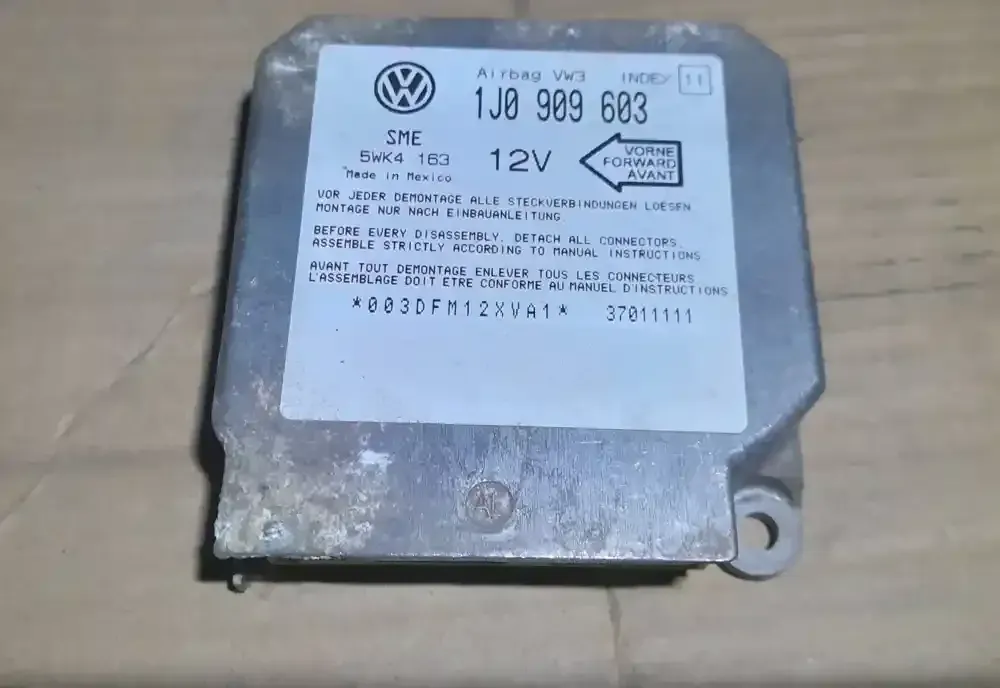 Airbag VW3 INDEX 11
1J0 909 603
SME
5WK4 163
Made in Mexico
12V
VORNE
FORWARD
AVANT
VOR JEDER DEMONTAGE ALLE STECKVERBINDUNGEN LOESEN
MONTAGE NUR NACH EINBAUANLEITUNG
BEFORE EVERY DISASSEMBLY, DETACH ALL CONNECTORS
ASSEMBLE STRICTLY ACCORDING TO MANUAL INSTRUCTIONS
AVANT TOUT DEMONTAGE ENLEVER TOUS LES CONNECTEURS
L'ASSEMBLAGE DOIT ETRE CONFORME AU MANUEL D'INSTRUCTIONS
*003DFM12XVA1* 37011111